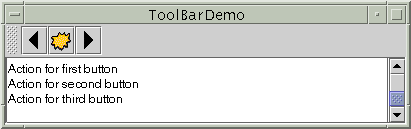 ToolBarDemo
Action for first button
Action for second button
Action for third button